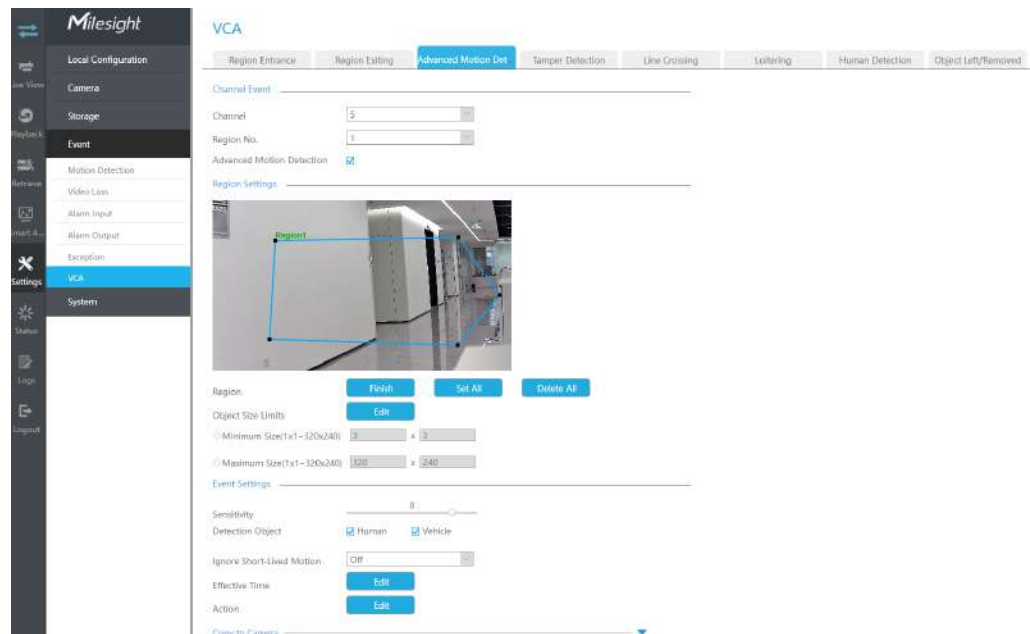 Milesight
VCA
Local Configuration
Region Entrance
Region Exiting
Advanced Motion Det
Tamper Detection
Line Crossing
Loitering
Human Detection
Object Left/Removed
Live View
Camera
Channel Event
Storage
Channel
5
Playback
Event
Region No.
1
Advanced Motion Detection
Retrieve
Motion Detection
Region Settings
Video Loss
Smart A...
Alarm Input
Region1
Alarm Output
Exception
Settings
VCA
System
Status
Logs
Logout
Region
Finish
Set All
Delete All
Object Size Limits
Edit
Minimum Size(1x1~320x240)
3 x 3
Maximum Size(1x1~320x240)
320 x 240
Event Settings
Sensitivity
8
Detection Object
Human
Vehicle
Ignore Short-Lived Motion
Off
Effective Time
Edit
Action
Edit
Copy to Camera